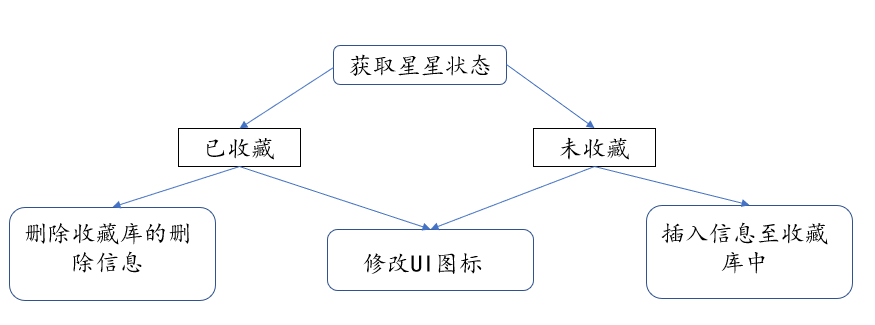 获取星星状态
已收藏
未收藏
删除收藏库的删
除信息
修改UI图标
插入信息至收藏
库中